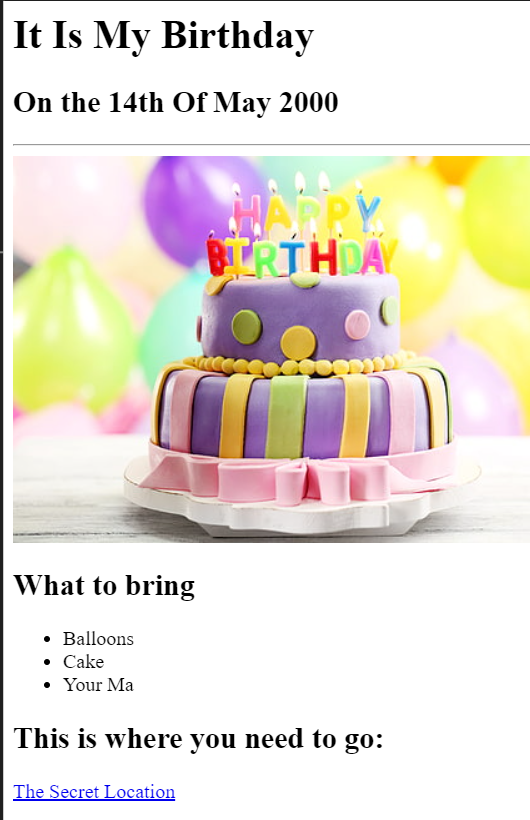 It Is My Birthday
On the 14th Of May 2000
HAPPY
BIRTHDAY
What to bring
Balloons
Cake
Your Ma
This is where you need to go:
The Secret Location